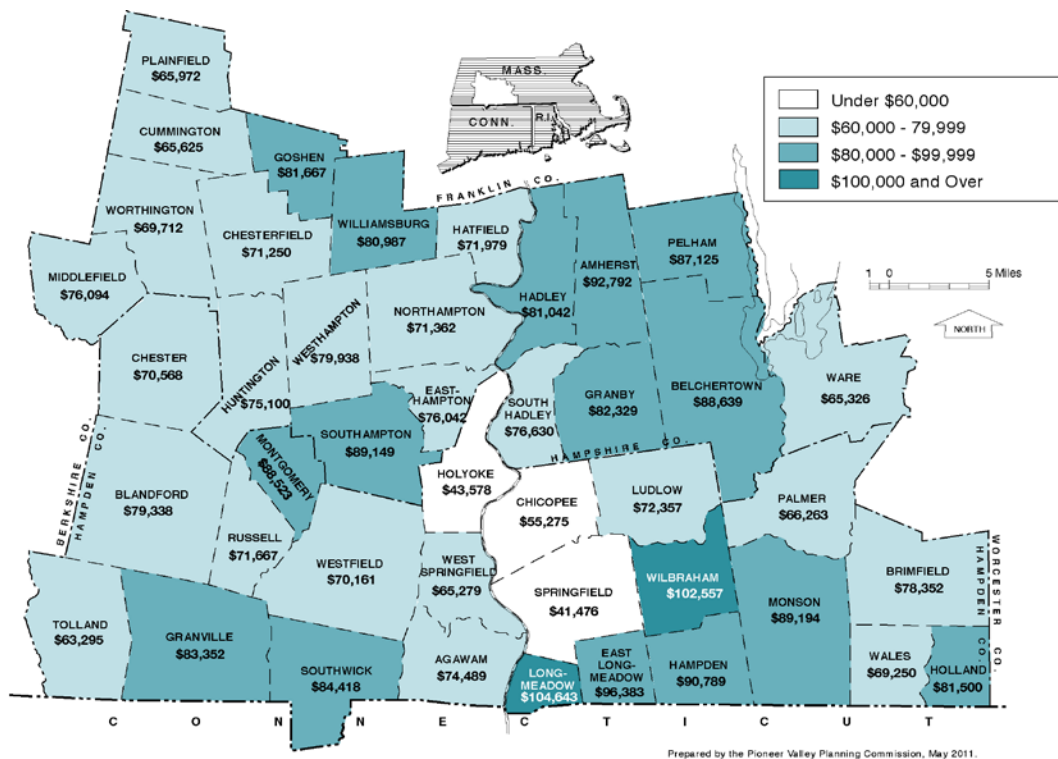 PLAINFIELD
$65,972
CUMMINGTON
$65,625
GOSHEN
$81,667
MASS.
CONN.
R.I.
Under $60,000
$60,000 - 79,999
$80,000 - $99,999
$100,000 and Over
FRANKLIN CO.
WORTHINGTON
$69,712
CHESTERFIELD
$71,250
WILLIAMSBURG
$80,987
HATFIELD
$71,979
AMHERST
$92,792
PELHAM
$87,125
MIDDLEFIELD
$76,094
HADLEY
$81,042
1 0 5 Miles
NORTH
NORTHAMPTON
$71,362
WESTHAMPTON
$79,938
CHESTER
$70,568
HUNTINGTON
$75,100
EAST-
HAMPTON
$76,042
SOUTH
HADLEY
$76,630
GRANBY
$82,329
BELCHERTOWN
$88,639
WARE
$65,326
HAMPSHIRE CO.
SOUTHAMPTON
$89,149
MONTGOMERY
$88,523
BERKSHIRE CO.
HAMPDEN CO.
BLANDFORD
$79,338
HOLYOKE
$43,578
CHICOPEE
$55,275
LUDLOW
$72,357
PALMER
$66,263
RUSSELL
$71,667
WESTFIELD
$70,161
WEST
SPRINGFIELD
$65,279
SPRINGFIELD
$41,476
WILBRAHAM
$102,557
MONSON
$89,194
BRIMFIELD
$78,352
HAMPDEN CO.
WORCESTER CO.
TOLLAND
$63,295
GRANVILLE
$83,352
SOUTHWICK
$84,418
AGAWAM
$74,489
LONG-
MEADOW
$104,643
EAST
LONG-
MEADOW
$96,383
HAMPDEN
$90,789
WALES
$69,250
HOLLAND
$81,500
CONNECTICUT
Prepared by the Pioneer Valley Planning Commission, May 2011.